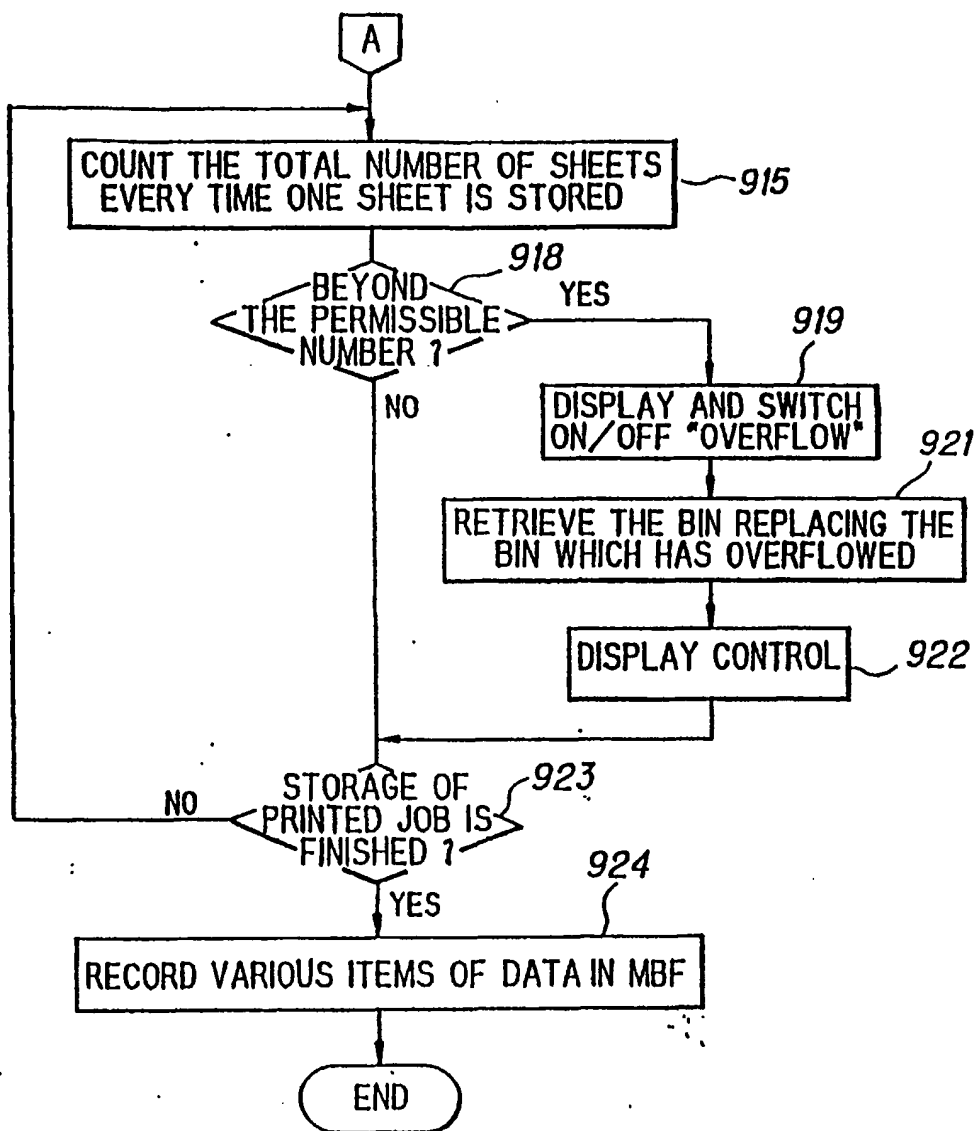 A
COUNT THE TOTAL NUMBER OF SHEETS
EVERY TIME ONE SHEET IS STORED
915
BEYOND
THE PERMISSIBLE
NUMBER ?
918
YES
NO
919
DISPLAY AND SWITCH
ON/OFF "OVERFLOW"
921
RETRIEVE THE BIN REPLACING THE
BIN WHICH HAS OVERFLOWED
DISPLAY CONTROL
922
STORAGE OF
PRINTED JOB IS
FINISHED ?
923
NO
YES
924
RECORD VARIOUS ITEMS OF DATA IN MBF
END